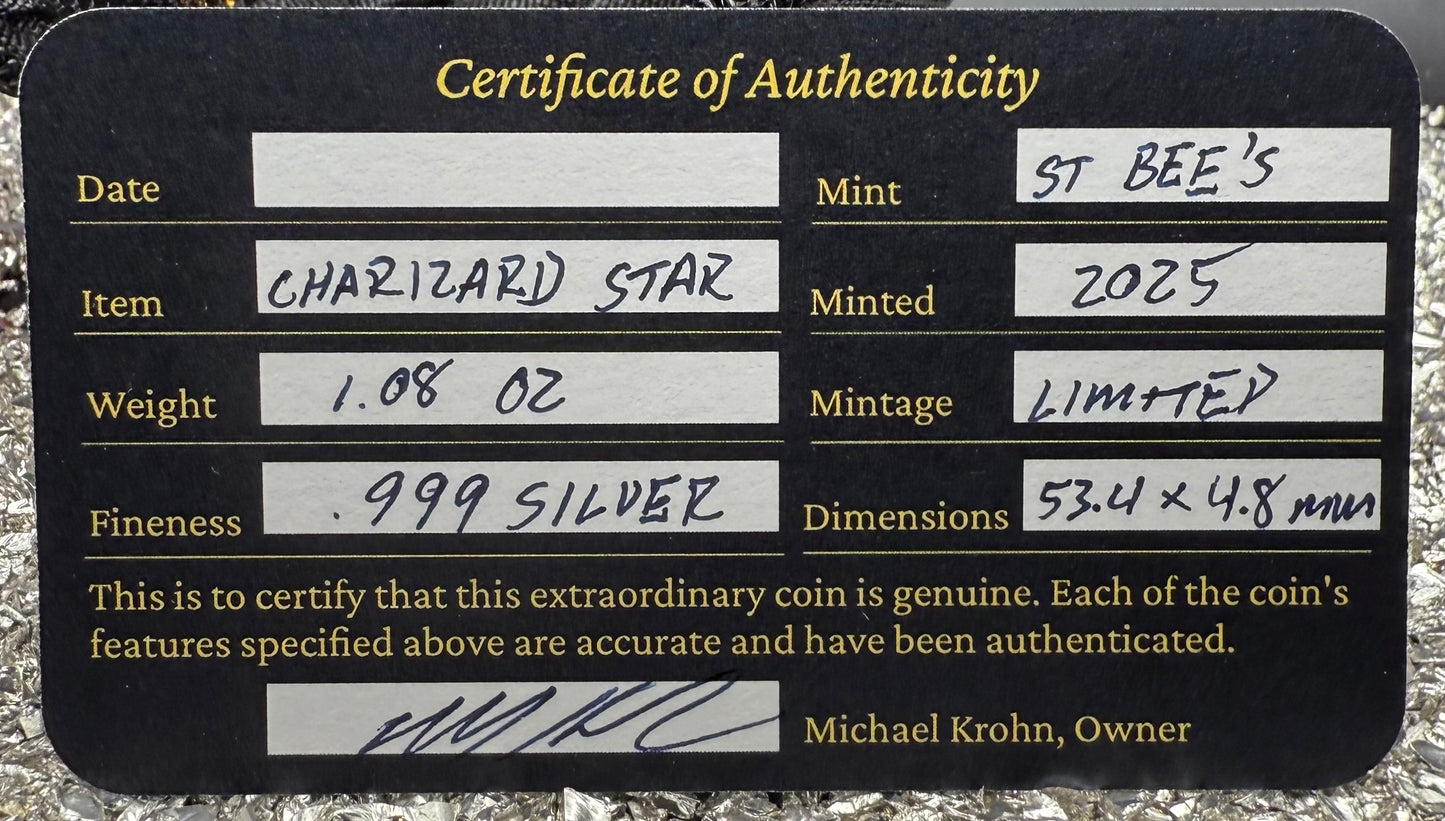 Certificate of Authenticity
Date
Mint ST BEE'S
Item CHARIZARD STAR
Minted 2025
Weight 1.08 OZ
Mintage LIMITED
Fineness .999 SILVER
Dimensions 53.4 x 4.8 mm
This is to certify that this extraordinary coin is genuine. Each of the coin's
features specified above are accurate and have been authenticated.
Michael Krohn, Owner